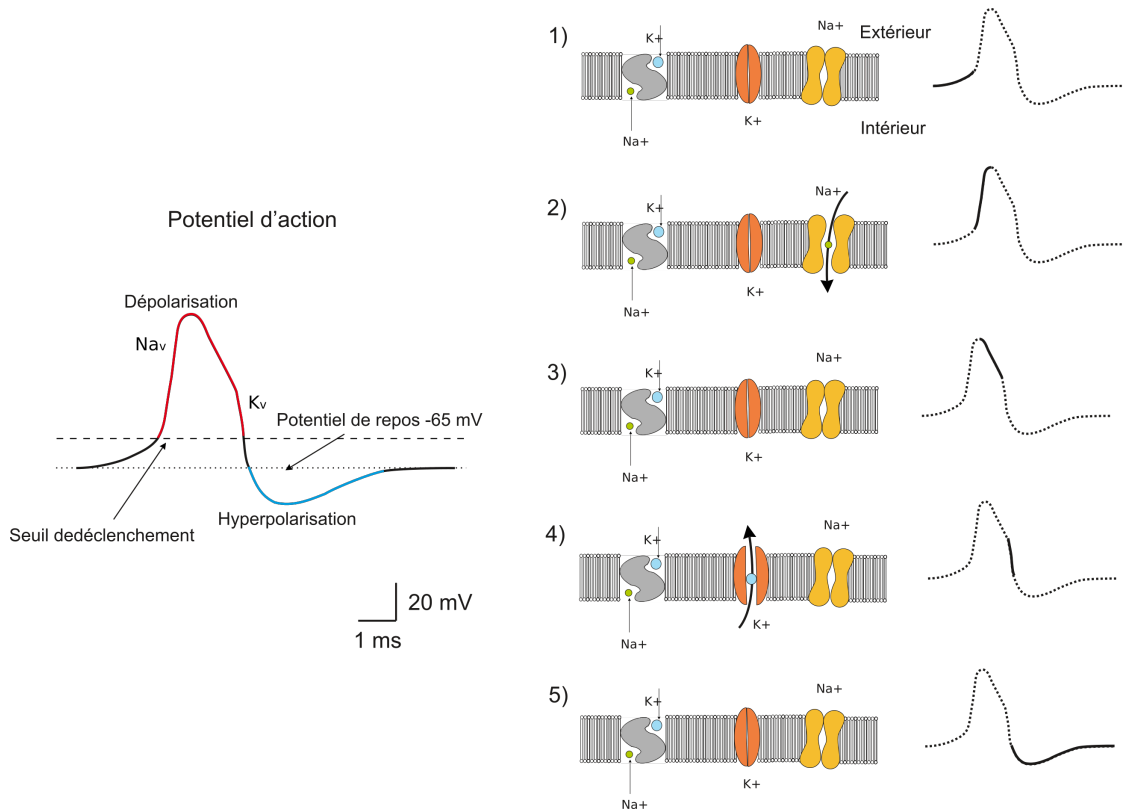 Potentiel d'action
Dépolarisation
Nav
Kv
Potentiel de repos -65 mV
Seuil dedéclenchement
Hyperpolarisation
20 mV
1 ms
1)
K+
Na+
K+
Na+
Extérieur
Intérieur
2)
K+
Na+
K+
Na+
3)
K+
Na+
K+
Na+
4)
K+
Na+
K+
Na+
5)
K+
Na+
K+
Na+